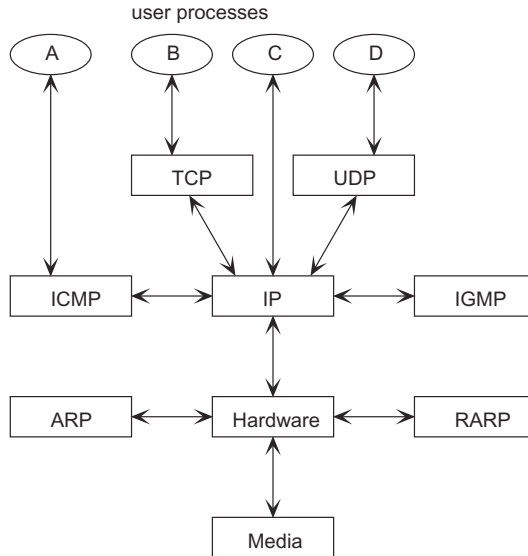 user processes
A B C D
TCP UDP
ICMP IP IGMP
ARP Hardware RARP
Media